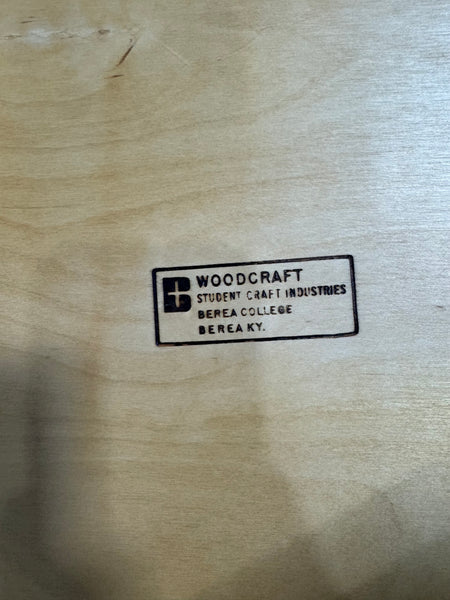 WOODCRAFT
STUDENT CRAFT INDUSTRIES
BEREA COLLEGE
BEREA KY.